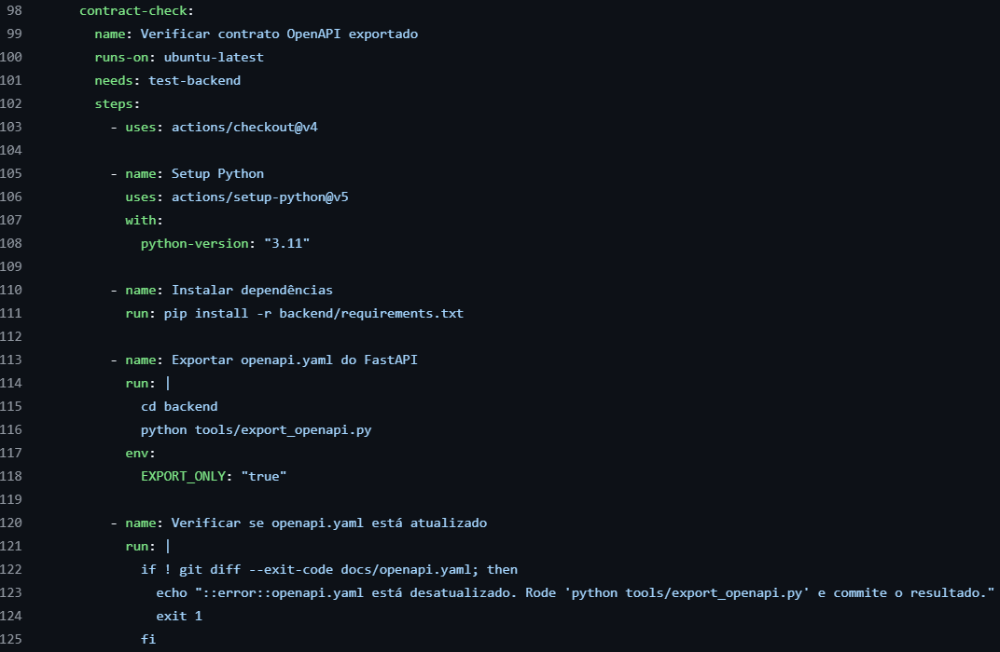 98 contract-check:
99 name: Verificar contrato OpenAPI exportado
100 runs-on: ubuntu-latest
101 needs: test-backend
102 steps:
103 - uses: actions/checkout@v4
104
105 - name: Setup Python
106 uses: actions/setup-python@v5
107 with:
108 python-version: "3.11"
109
110 - name: Instalar dependências
111 run: pip install -r backend/requirements.txt
112
113 - name: Exportar openapi.yaml do FastAPI
114 run: |
115 cd backend
116 python tools/export_openapi.py
117 env:
118 EXPORT_ONLY: "true"
119
120 - name: Verificar se openapi.yaml está atualizado
121 run: |
122 if ! git diff --exit-code docs/openapi.yaml; then
123 echo "::error::openapi.yaml está desatualizado. Rode 'python tools/export_openapi.py' e commite o resultado."
124 exit 1
125 fi